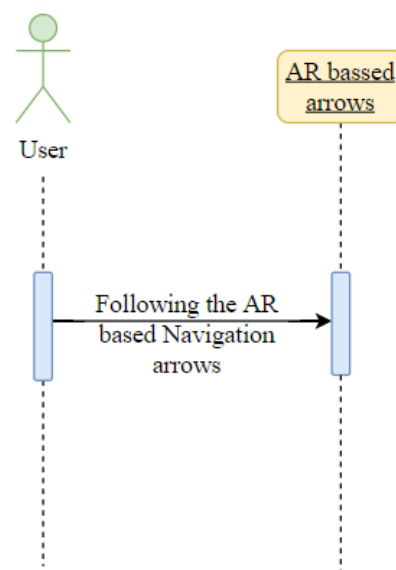 AR bassed
arrows
User
Following the AR
based Navigation
arrows